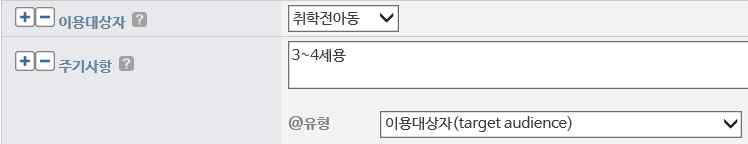 이용대상자 ? 취학전아동
주기사항 ? 3~4세용
@유형 이용대상자(target audience)